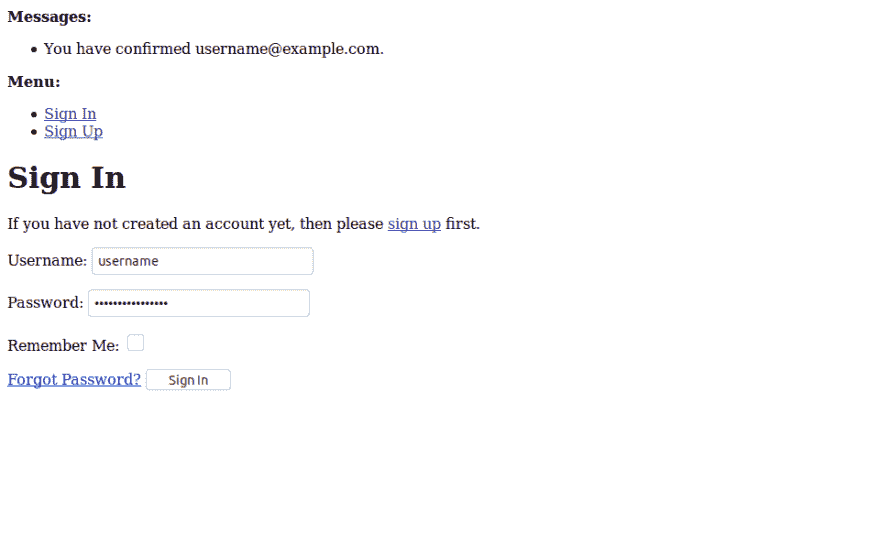 Messages:
You have confirmed username@example.com.
Menu:
Sign In
Sign Up
Sign In
If you have not created an account yet, then please sign up first.
Username: username
Password: ••••••••••••••••
Remember Me:
Forgot Password? Sign In